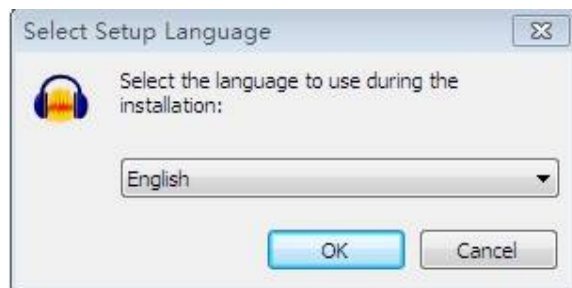 Select Setup Language
Select the language to use during the
installation:
English
OK
Cancel